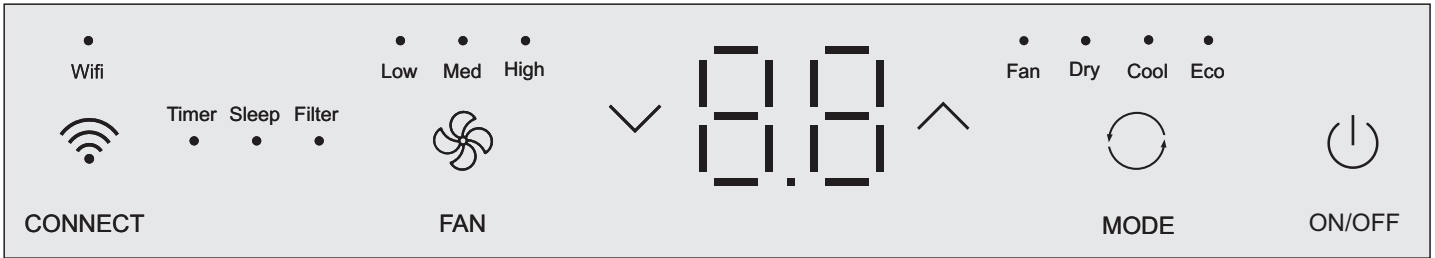 Wifi
Low Med High
Fan Dry Cool Eco
Timer Sleep Filter
8.8
CONNECT
FAN
MODE
ON/OFF